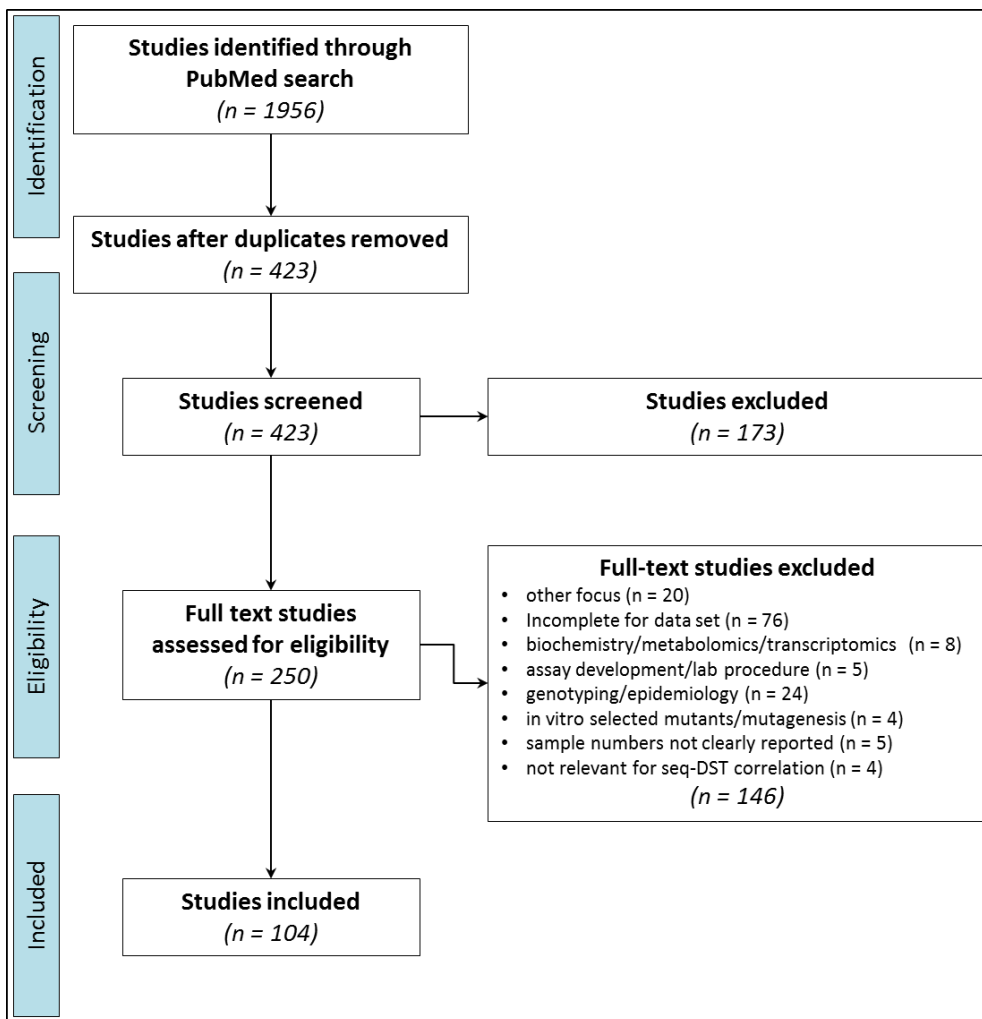 Identification
Studies identified through
PubMed search
(n = 1956)
Studies after duplicates removed
(n = 423)
Screening
Studies screened
(n = 423)
Studies excluded
(n = 173)
Eligibility
Full text studies
assessed for eligibility
(n = 250)
Full-text studies excluded
• other focus (n = 20)
• Incomplete for data set (n = 76)
• biochemistry/metabolomics/transcriptomics (n = 8)
• assay development/lab procedure (n = 5)
• genotyping/epidemiology (n = 24)
• in vitro selected mutants/mutagenesis (n = 4)
• sample numbers not clearly reported (n = 5)
• not relevant for seq-DST correlation (n = 4)
(n = 146)
Included
Studies included
(n = 104)